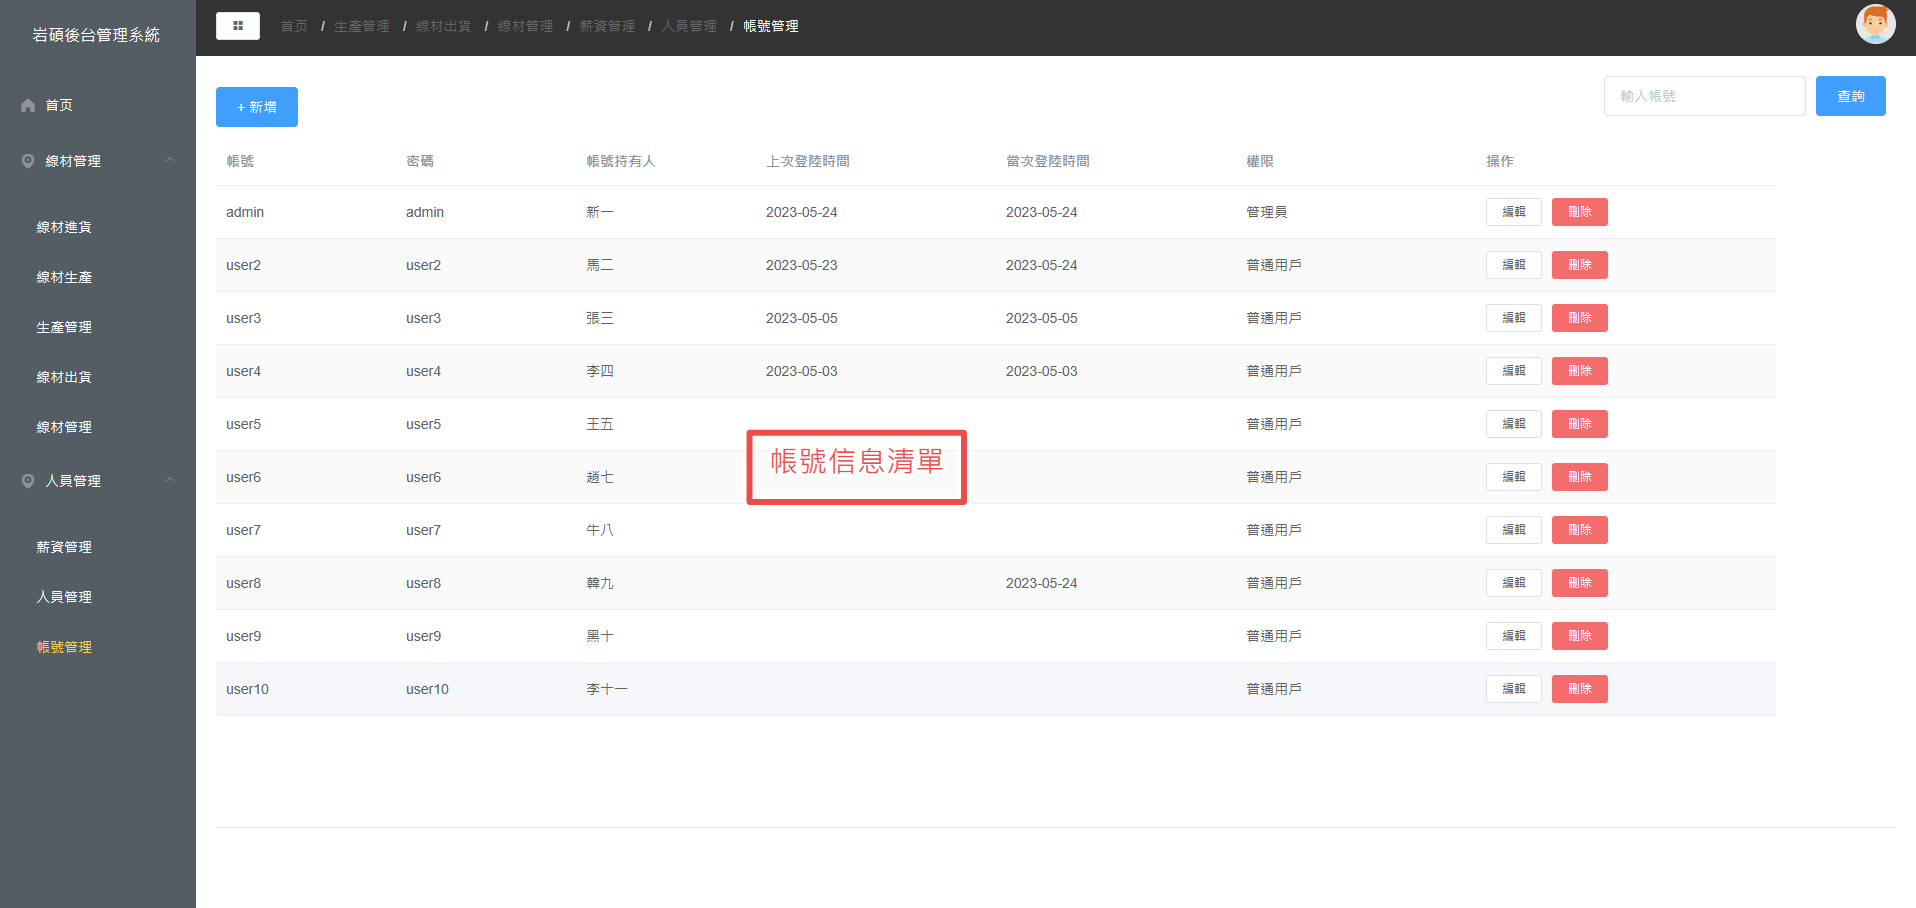 岩碩後台管理系統
首页
線材管理
線材進貨
線材生產
生產管理
線材出貨
線材管理
人員管理
薪資管理
人員管理
帳號管理
首页 / 生產管理 / 線材出貨 / 線材管理 / 薪資管理 / 人員管理 / 帳號管理
+ 新增
輸入帳號 查詢
帳號 密碼 帳號持有人 上次登陸時間 當次登陸時間 權限 操作
admin admin 新一 2023-05-24 2023-05-24 管理員 編輯 刪除
user2 user2 馬二 2023-05-23 2023-05-24 普通用戶 編輯 刪除
user3 user3 張三 2023-05-05 2023-05-05 普通用戶 編輯 刪除
user4 user4 李四 2023-05-03 2023-05-03 普通用戶 編輯 刪除
user5 user5 王五 普通用戶 編輯 刪除
帳號信息清單
user6 user6 趙七 普通用戶 編輯 刪除
user7 user7 牛八 普通用戶 編輯 刪除
user8 user8 韓九 2023-05-24 普通用戶 編輯 刪除
user9 user9 黑十 普通用戶 編輯 刪除
user10 user10 李十一 普通用戶 編輯 刪除